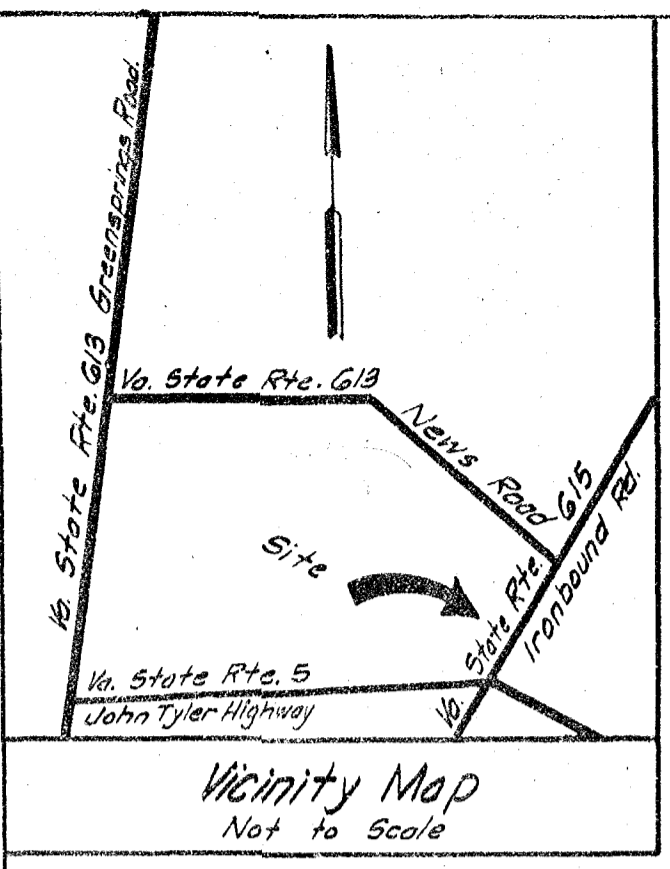 Va. State Rte. 613 Greensprings Road.
Va. State Rte. 613
News Road
Site
Va. State Rte. 615
Ironbound Rd.
Va. State Rte. 5
John Tyler Highway
Vicinity Map
Not to Scale